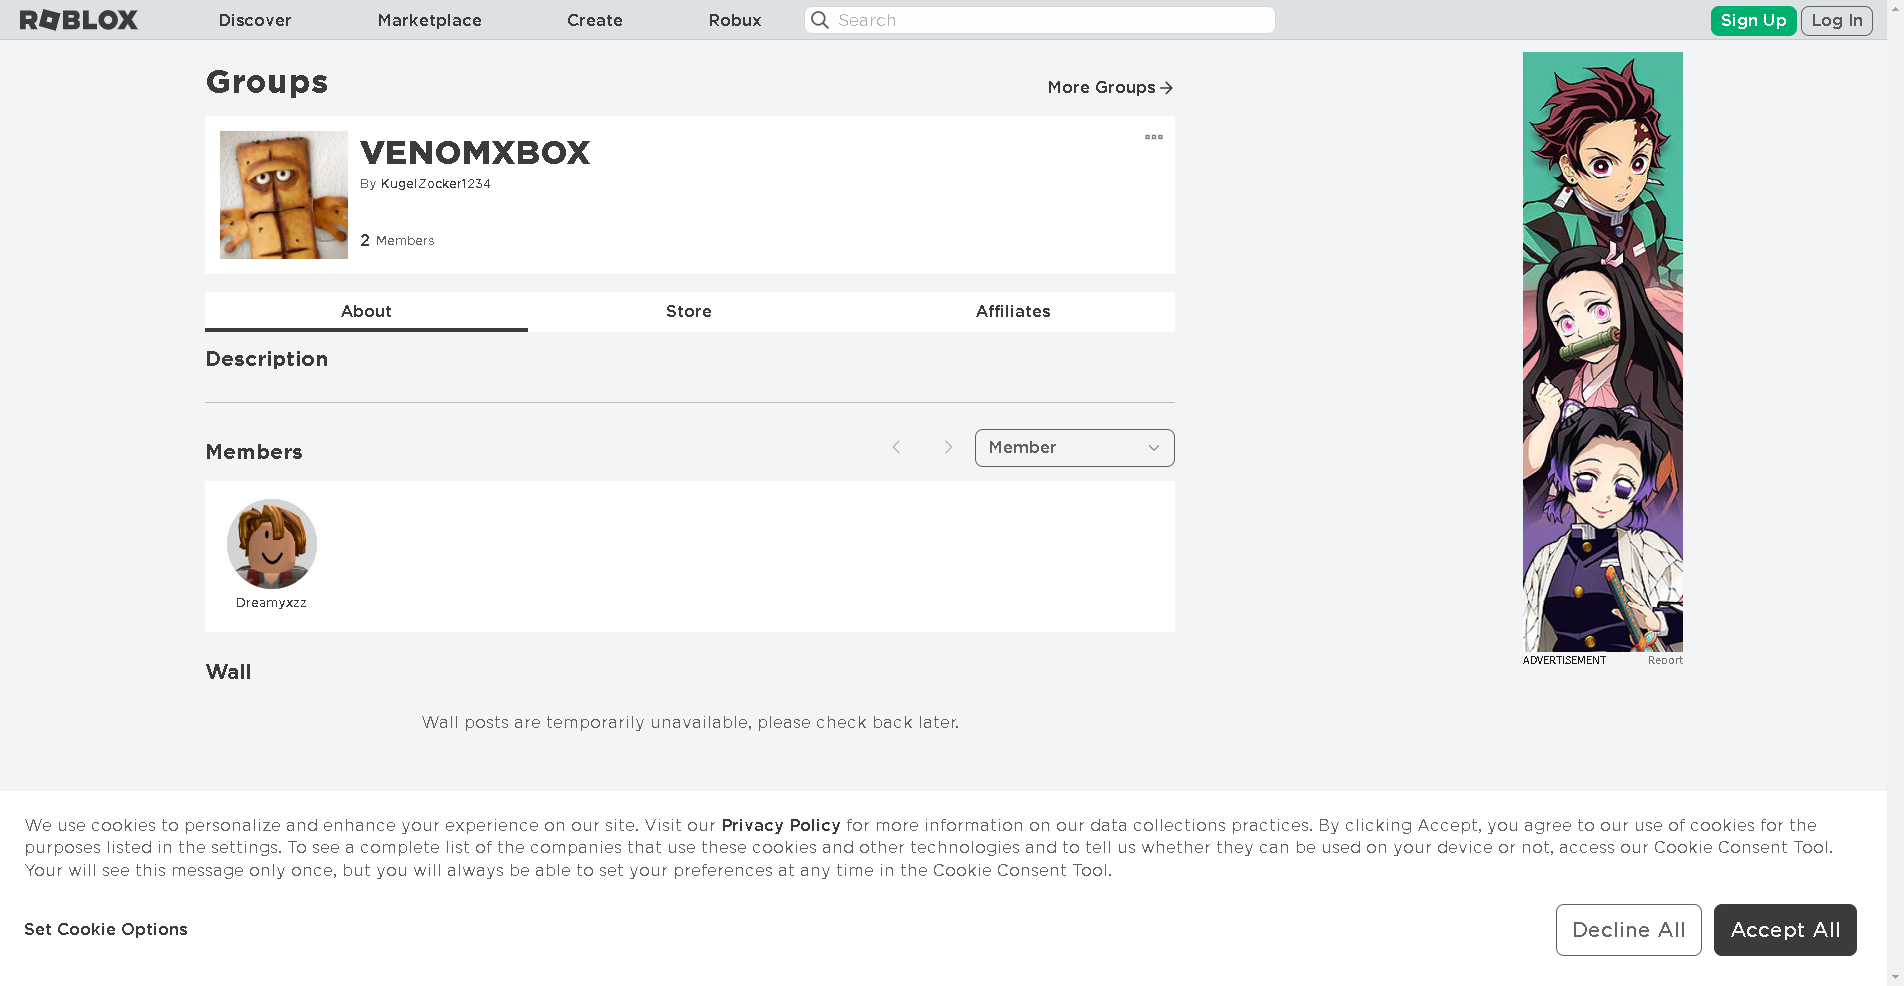 ROBLOX
Discover
Marketplace
Create
Robux
Search
Sign Up
Log In
Groups
More Groups
VENOMXBOX
By KugelZocker1234
2 Members
About
Store
Affiliates
Description
Members
Member
Dreamyxzz
Wall
Wall posts are temporarily unavailable, please check back later.
ADVERTISEMENT
Report
We use cookies to personalize and enhance your experience on our site. Visit our Privacy Policy for more information on our data collections practices. By clicking Accept, you agree to our use of cookies for the
purposes listed in the settings. To see a complete list of the companies that use these cookies and other technologies and to tell us whether they can be used on your device or not, access our Cookie Consent Tool.
Your will see this message only once, but you will always be able to set your preferences at any time in the Cookie Consent Tool.
Set Cookie Options
Decline All
Accept All